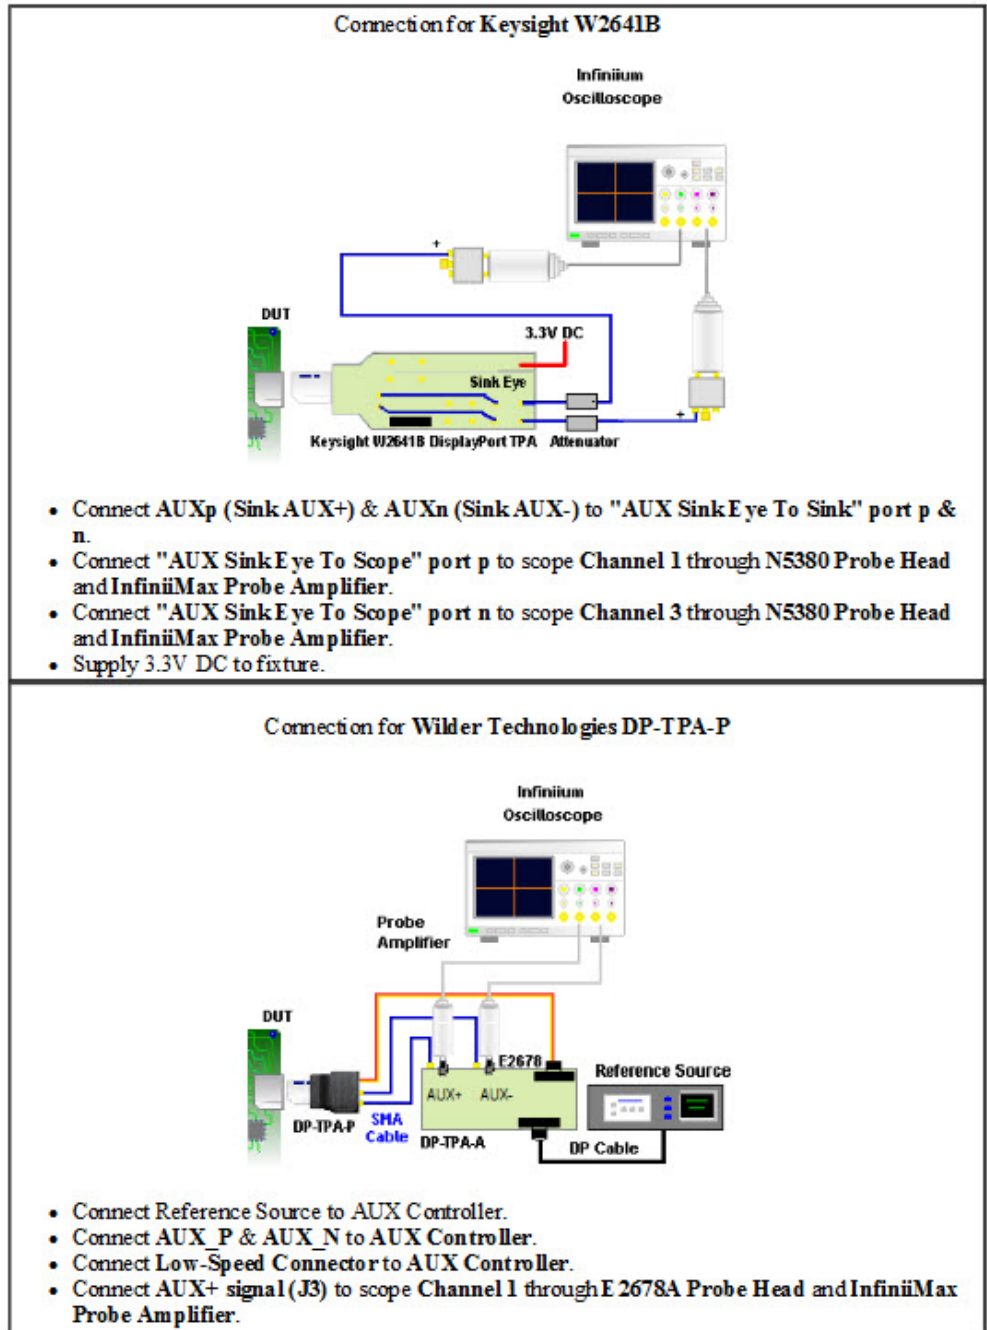 Connection for Keysight W2641B
Infiniium
Oscilloscope
+
DUT
3.3V DC
Sink Eye
+
Keysight W2641B DisplayPort TPA
Attenuator
• Connect AUXp (Sink AUX+) & AUXn (Sink AUX-) to "AUX Sink Eye To Sink" port p &
n.
• Connect "AUX Sink Eye To Scope" port p to scope Channel 1 through N5380 Probe Head
and InfiniiMax Probe Amplifier.
• Connect "AUX Sink Eye To Scope" port n to scope Channel 3 through N5380 Probe Head
and InfiniiMax Probe Amplifier.
• Supply 3.3V DC to fixture.
Connection for Wilder Technologies DP-TPA-P
Infiniium
Oscilloscope
Probe
Amplifier
DUT
E2678
Reference Source
AUX+ AUX-
DP-TPA-P
SMA
Cable
DP-TPA-A
DP Cable
• Connect Reference Source to AUX Controller.
• Connect AUX_P & AUX_N to AUX Controller.
• Connect Low-Speed Connector to AUX Controller.
• Connect AUX+ signal (J3) to scope Channel 1 through E2678A Probe Head and InfiniiMax
Probe Amplifier.